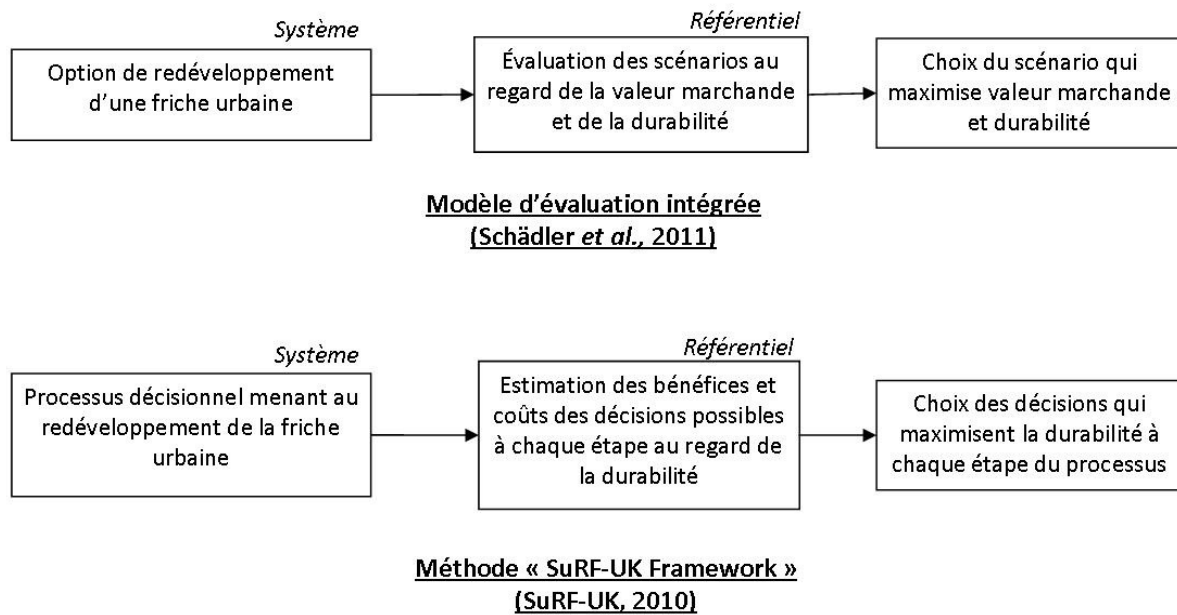 Système
Option de redéveloppement
d'une friche urbaine
Référentiel
Évaluation des scénarios au
regard de la valeur marchande
et de la durabilité
Choix du scénario qui
maximise valeur marchande
et durabilité
Modèle d'évaluation intégrée
(Schädler et al., 2011)
Système
Processus décisionnel menant au
redéveloppement de la friche
urbaine
Référentiel
Estimation des bénéfices et
coûts des décisions possibles
à chaque étape au regard de
la durabilité
Choix des décisions qui
maximisent la durabilité à
chaque étape du processus
Méthode « SuRF-UK Framework »
(SuRF-UK, 2010)